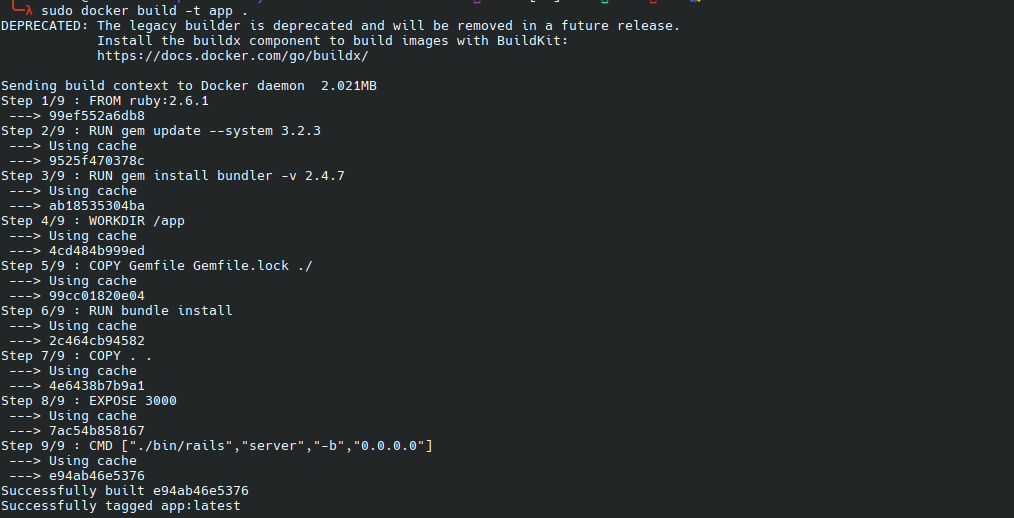 λ sudo docker build -t app .
DEPRECATED: The legacy builder is deprecated and will be removed in a future release.
            Install the buildx component to build images with BuildKit:
            https://docs.docker.com/go/buildx/

Sending build context to Docker daemon  2.021MB
Step 1/9 : FROM ruby:2.6.1
 ---> 99ef552a6db8
Step 2/9 : RUN gem update --system 3.2.3
 ---> Using cache
 ---> 9525f470378c
Step 3/9 : RUN gem install bundler -v 2.4.7
 ---> Using cache
 ---> ab18535304ba
Step 4/9 : WORKDIR /app
 ---> Using cache
 ---> 4cd484b999ed
Step 5/9 : COPY Gemfile Gemfile.lock ./
 ---> Using cache
 ---> 99cc01820e04
Step 6/9 : RUN bundle install
 ---> Using cache
 ---> 2c464cb94582
Step 7/9 : COPY . .
 ---> Using cache
 ---> 4e6438b7b9a1
Step 8/9 : EXPOSE 3000
 ---> Using cache
 ---> 7ac54b858167
Step 9/9 : CMD ["./bin/rails","server","-b","0.0.0.0"]
 ---> Using cache
 ---> e94ab46e5376
Successfully built e94ab46e5376
Successfully tagged app:latest